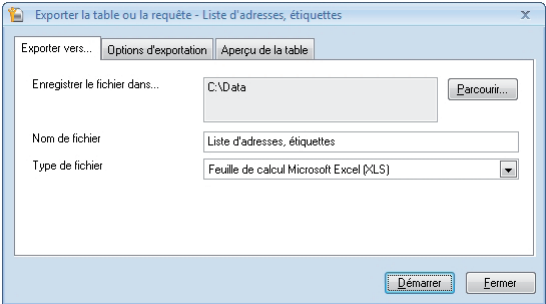 Exporter la table ou la requête - Liste d'adresses, étiquettes
Exporter vers... Options d'exportation Aperçu de la table
Enregistrer le fichier dans... C:\Data Parcourir...
Nom de fichier Liste d'adresses, étiquettes
Type de fichier Feuille de calcul Microsoft Excel (XLS)
Démarrer Fermer